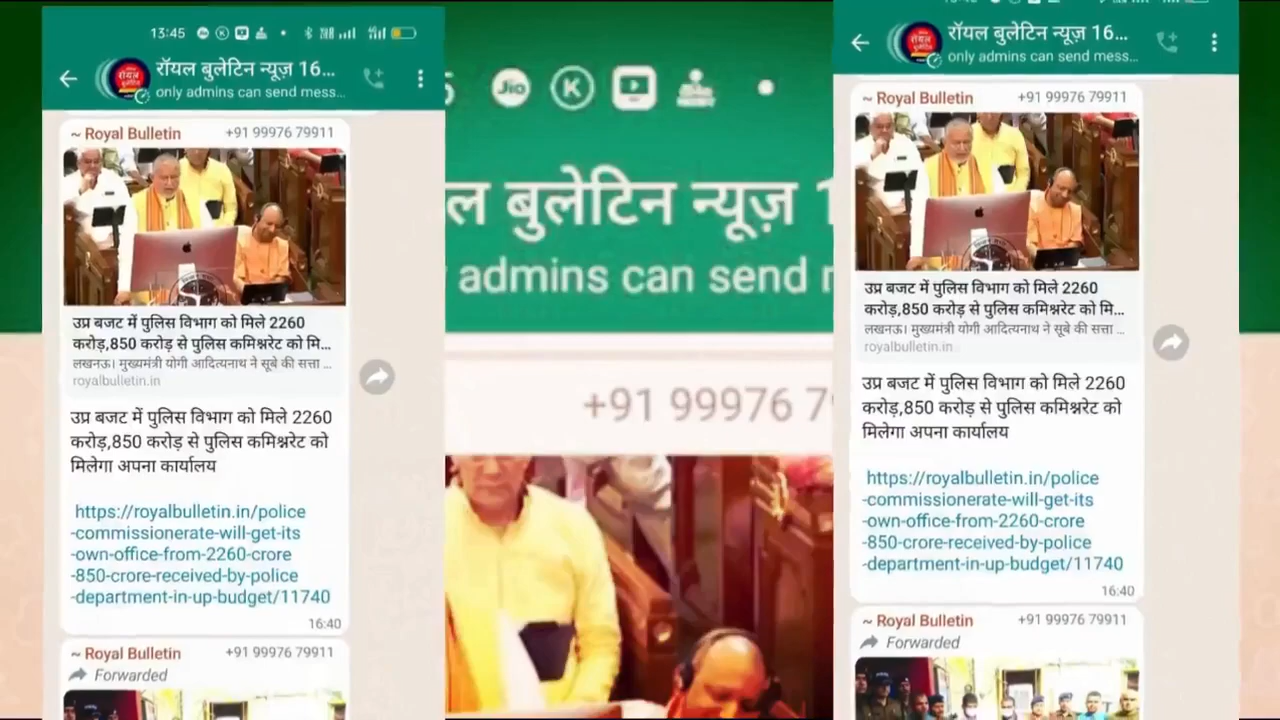 13:45
रॉयल बुलेटिन न्यूज़ 16...
only admins can send mess...
~ Royal Bulletin +91 99976 79911
उप्र बजट में पुलिस विभाग को मिले 2260
करोड़,850 करोड़ से पुलिस कमिश्नरेट को मि...
लखनऊ। मुख्यमंत्री योगी आदित्यनाथ ने सूबे की सत्ता ...
royalbulletin.in
उप्र बजट में पुलिस विभाग को मिले 2260
करोड़,850 करोड़ से पुलिस कमिश्नरेट को
मिलेगा अपना कार्यालय
https://royalbulletin.in/police
-commissionerate-will-get-its
-own-office-from-2260-crore
-850-crore-received-by-police
-department-in-up-budget/11740
16:40
~ Royal Bulletin +91 99976 79911
Forwarded
Jio K
ल बुलेटिन न्यूज़ 1
admins can send
+91 99976 7
रॉयल बुलेटिन न्यूज़ 16...
only admins can send mess...
~ Royal Bulletin +91 99976 79911
उप्र बजट में पुलिस विभाग को मिले 2260
करोड़,850 करोड़ से पुलिस कमिश्नरेट को मि...
लखनऊ। मुख्यमंत्री योगी आदित्यनाथ ने सूबे की सत्ता ...
royalbulletin.in
उप्र बजट में पुलिस विभाग को मिले 2260
करोड़,850 करोड़ से पुलिस कमिश्नरेट को
मिलेगा अपना कार्यालय
https://royalbulletin.in/police
-commissionerate-will-get-its
-own-office-from-2260-crore
-850-crore-received-by-police
-department-in-up-budget/11740
16:40
~ Royal Bulletin +91 99976 79911
Forwarded